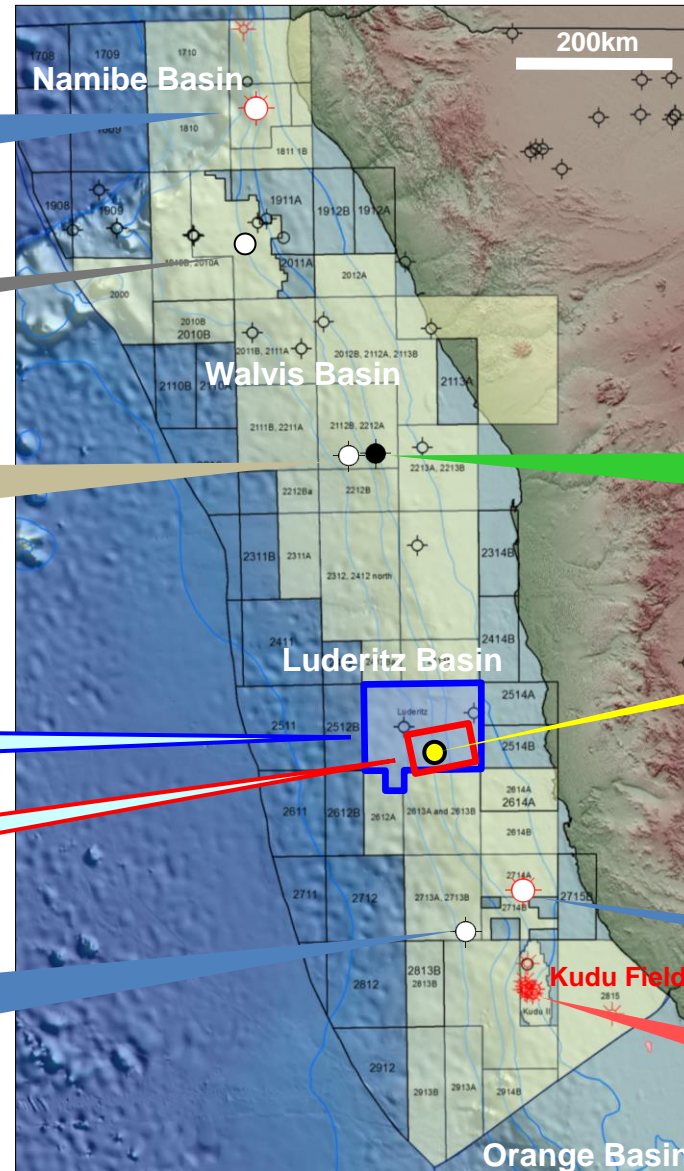 200km
1708
1709
1710
Namibe Basin
1809
1810
1811 1B
1908
1909
1911A
1912B
1912A
2011A
2012A
2000
2010B
2010B
2011B, 2111A
2012B, 2112A, 2113B
Walvis Basin
2110B
2113A
2111B, 2211A
2112B, 2212A
2213A, 2213B
2212Ba
2212B
2311B
2311A
2314B
2312, 2412 north
2411
2414B
Luderitz Basin
2514A
2511
2512B
Luderitz
2514B
2614A
2614A
2611
2612B
2612A
2613A and 2613B
2614B
2711
2712
2713A, 2713B
2714A
2714B
2715B
2812
2813B
2813B
Kudu Field
2815
Kudu II
2912
2913B
2913A
2914B
Orange Basin